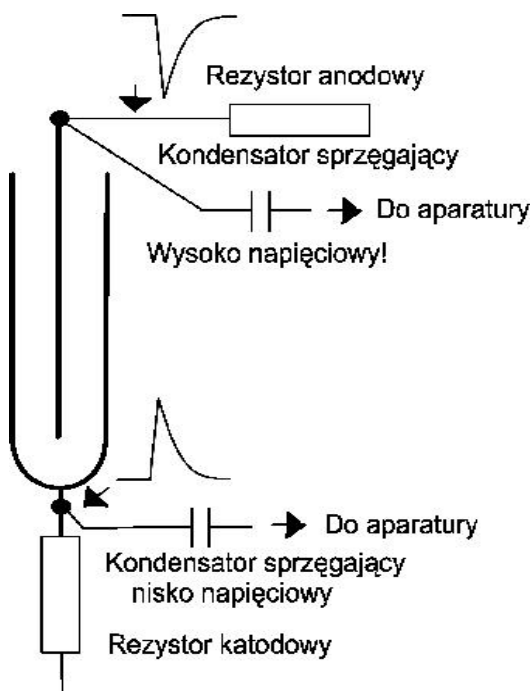 Rezystor anodowy
Kondensator sprzęgający
Do aparatury
Wysoko napięciowy!
Do aparatury
Kondensator sprzęgający
nisko napięciowy
Rezystor katodowy